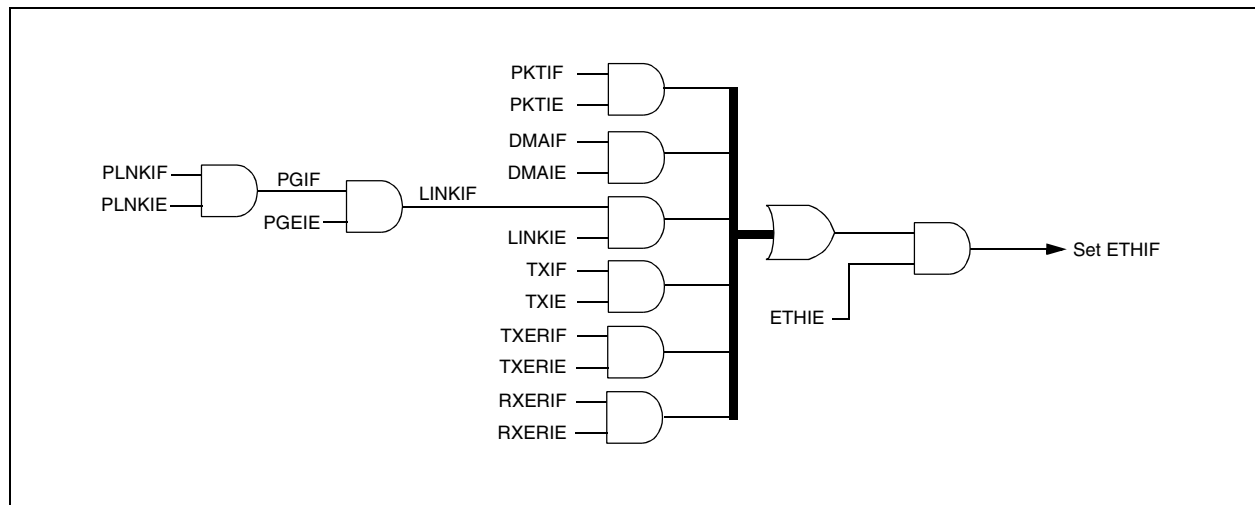 PKTIF
PKTIE
DMAIF
DMAIE
PLNKIF
PLNKIE
PGIF
PGEIE
LINKIF
LINKIE
TXIF
TXIE
TXERIF
TXERIE
RXERIF
RXERIE
ETHIE
Set ETHIF